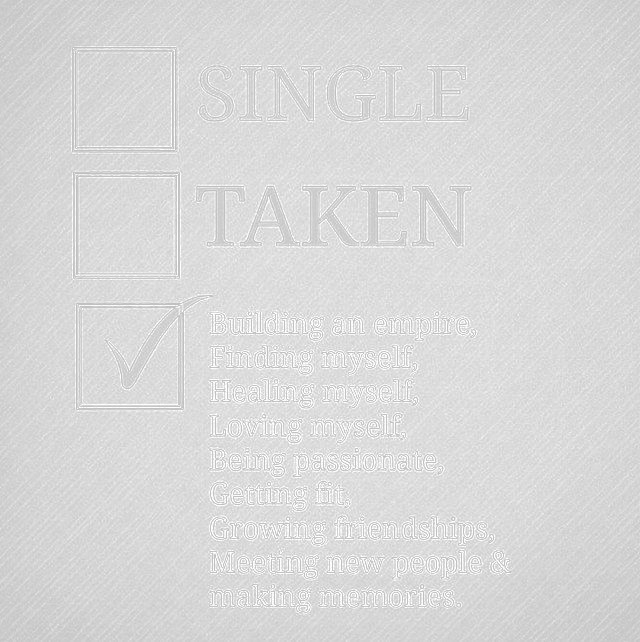 SINGLE
TAKEN
Building an empire,
Finding myself,
Healing myself,
Loving myself,
Being passionate,
Getting fit,
Growing friendships,
Meeting new people &
making memories.